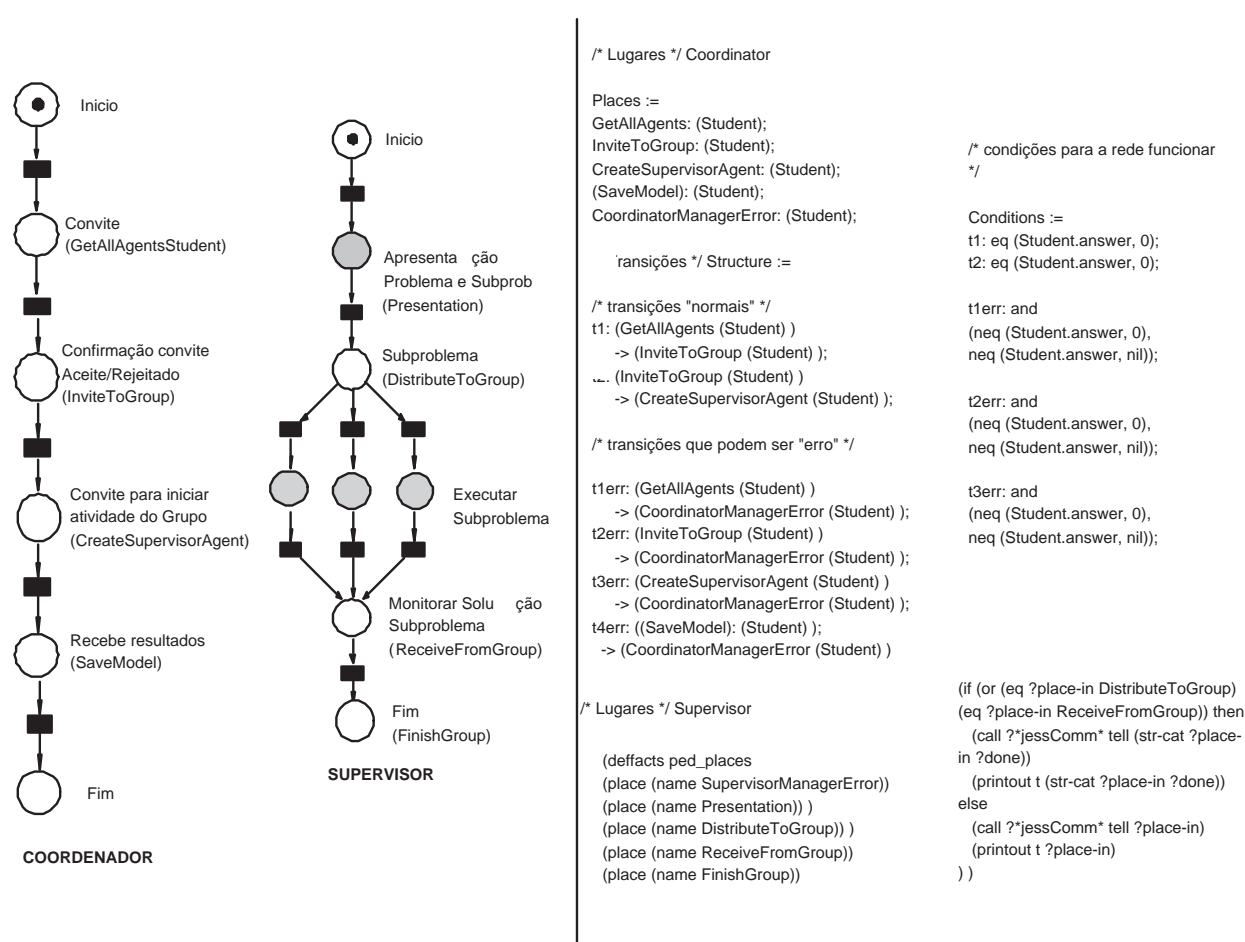 Inicio
Convite
(GetAllAgentsStudent)
Confirmação convite
Aceite/Rejeitado
(InviteToGroup)
Convite para iniciar
atividade do Grupo
(CreateSupervisorAgent)
Recebe resultados
(SaveModel)
Fim
COORDENADOR
Inicio
Apresenta ção
Problema e Subprob
(Presentation)
Subproblema
(DistributeToGroup)
Executar
Subproblema
Monitorar Solu ção
Subproblema
(ReceiveFromGroup)
Fim
(FinishGroup)
SUPERVISOR
/* Lugares */ Coordinator
Places :=
GetAllAgents: (Student);
InviteToGroup: (Student);
CreateSupervisorAgent: (Student);
(SaveModel): (Student);
CoordinatorManagerError: (Student);
ransições */ Structure :=
/* transições "normais" */
t1: (GetAllAgents (Student) )
-> (InviteToGroup (Student) );
(InviteToGroup (Student) )
-> (CreateSupervisorAgent (Student) );
/* transições que podem ser "erro" */
t1err: (GetAllAgents (Student) )
-> (CoordinatorManagerError (Student) );
t2err: (InviteToGroup (Student) )
-> (CoordinatorManagerError (Student) );
t3err: (CreateSupervisorAgent (Student) )
-> (CoordinatorManagerError (Student) );
t4err: ((SaveModel): (Student) );
-> (CoordinatorManagerError (Student) )
/* Lugares */ Supervisor
(deffacts ped_places
(place (name SupervisorManagerError))
(place (name Presentation)) )
(place (name DistributeToGroup)) )
(place (name ReceiveFromGroup))
(place (name FinishGroup))
/* condições para a rede funcionar
*/
Conditions :=
t1: eq (Student.answer, 0);
t2: eq (Student.answer, 0);
t1err: and
(neq (Student.answer, 0),
neq (Student.answer, nil));
t2err: and
(neq (Student.answer, 0),
neq (Student.answer, nil));
t3err: and
(neq (Student.answer, 0),
neq (Student.answer, nil));
(if (or (eq ?place-in DistributeToGroup)
(eq ?place-in ReceiveFromGroup)) then
(call ?*jessComm* tell (str-cat ?place-
in ?done))
(printout t (str-cat ?place-in ?done))
else
(call ?*jessComm* tell ?place-in)
(printout t ?place-in)
) )